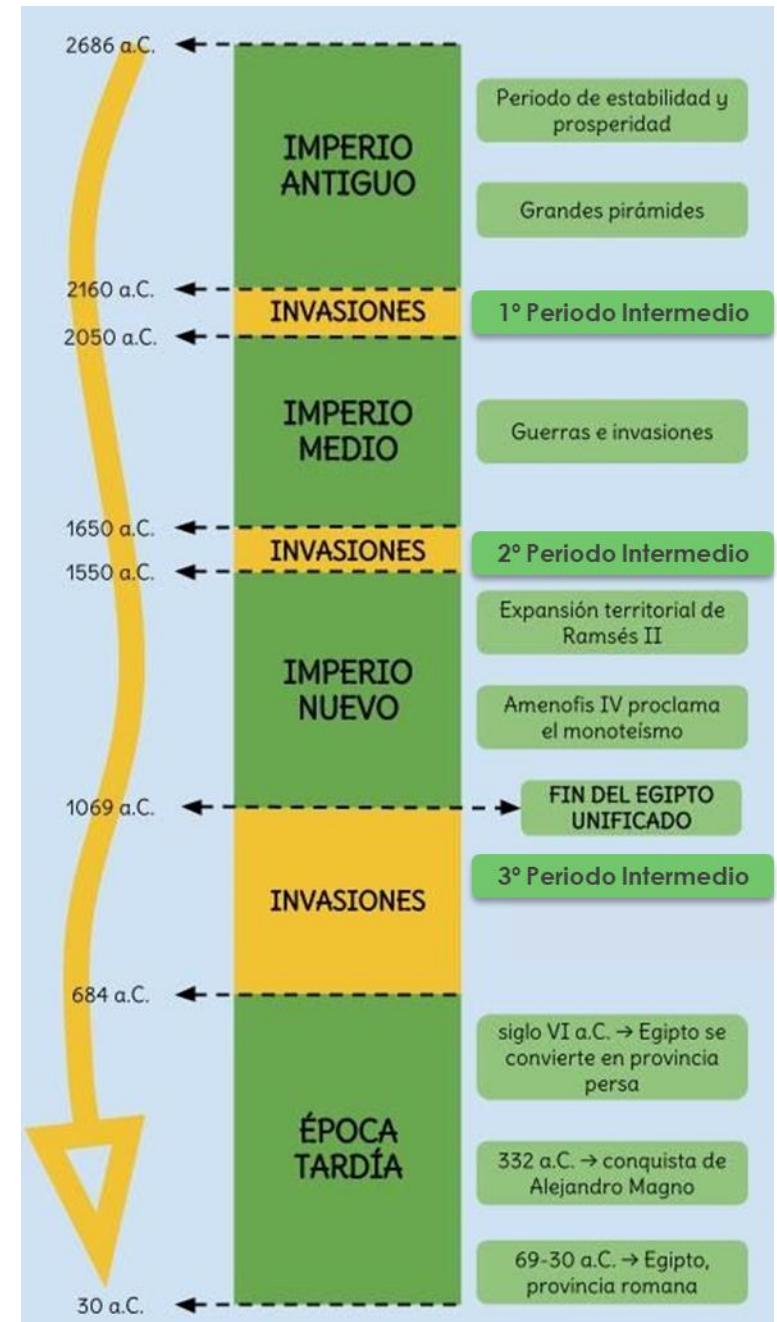 2686 a.C.
IMPERIO
ANTIGUO
Periodo de estabilidad y
prosperidad
Grandes pirámides
2160 a.C.
INVASIONES
1º Periodo Intermedio
2050 a.C.
IMPERIO
MEDIO
Guerras e invasiones
1650 a.C.
INVASIONES
2º Periodo Intermedio
1550 a.C.
IMPERIO
NUEVO
Expansión territorial de
Ramsés II
Amenofis IV proclama
el monoteísmo
1069 a.C.
FIN DEL EGIPTO
UNIFICADO
INVASIONES
3º Periodo Intermedio
684 a.C.
ÉPOCA
TARDÍA
siglo VI a.C. → Egipto se
convierte en provincia
persa
332 a.C. → conquista de
Alejandro Magno
69-30 a.C. → Egipto,
provincia romana
30 a.C.